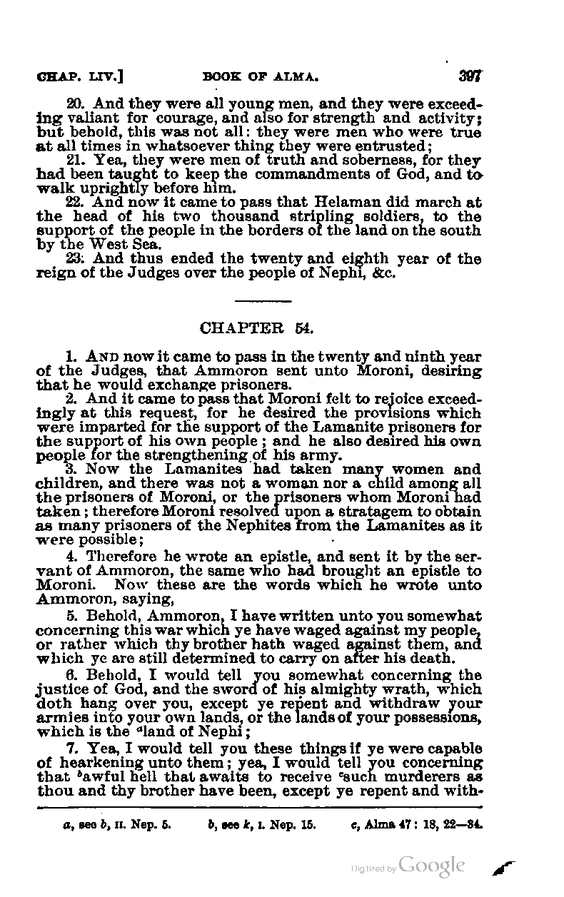 CHAP. LIV.] BOOK OF ALMA. 397
20. And they were all young men, and they were exceed-
ing valiant for courage, and also for strength and activity;
but behold, this was not all: they were men who were true
at all times in whatsoever thing they were entrusted;
21. Yea, they were men of truth and soberness, for they
had been taught to keep the commandments of God, and to
walk uprightly before him.
22. And now it came to pass that Helaman did march at
the head of his two thousand stripling soldiers, to the
support of the people in the borders of the land on the south
by the West Sea.
23. And thus ended the twenty and eighth year of the
reign of the Judges over the people of Nephi, &c.
CHAPTER 54.
1. AND now it came to pass in the twenty and ninth year
of the Judges, that Ammoron sent unto Moroni, desiring
that he would exchange prisoners.
2. And it came to pass that Moroni felt to rejoice exceed-
ingly at this request, for he desired the provisions which
were imparted for the support of the Lamanite prisoners for
the support of his own people; and he also desired his own
people for the strengthening of his army.
3. Now the Lamanites had taken many women and
children, and there was not a woman nor a child among all
the prisoners of Moroni, or the prisoners whom Moroni had
taken; therefore Moroni resolved upon a stratagem to obtain
as many prisoners of the Nephites from the Lamanites as it
were possible;
4. Therefore he wrote an epistle, and sent it by the ser-
vant of Ammoron, the same who had brought an epistle to
Moroni. Now these are the words which he wrote unto
Ammoron, saying,
5. Behold, Ammoron, I have written unto you somewhat
concerning this war which ye have waged against my people,
or rather which thy brother hath waged against them, and
which ye are still determined to carry on after his death.
6. Behold, I would tell you somewhat concerning the
justice of God, and the sword of his almighty wrath, which
doth hang over you, except ye repent and withdraw your
armies into your own lands, or the lands of your possessions,
which is the ᵃland of Nephi;
7. Yea, I would tell you these things if ye were capable
of hearkening unto them; yea, I would tell you concerning
that ᵇawful hell that awaits to receive ᶜsuch murderers as
thou and thy brother have been, except ye repent and with-
a, see b, II. Nep. 5. b, see k, I. Nep. 15. c, Alma 47: 18, 22—34.
Digitized by Google